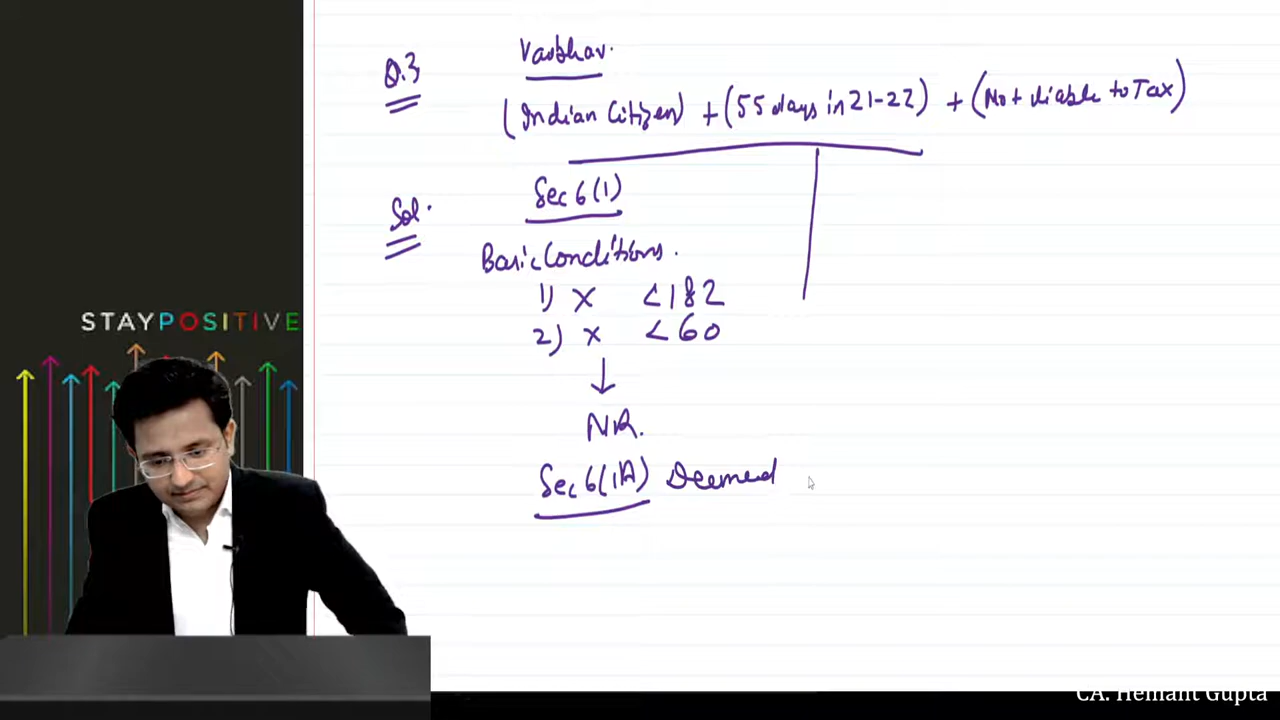 Q.3 Vaibhav.
(Indian Citizen) + (55 days in 21-22) + (Not liable to Tax)
Sol. Sec 6(1)
Basic Conditions.
1) × <182
2) × <60
↓
NR.
Sec 6(1A) Deemed
STAYPOSITIVE
CA. Hemant Gupta